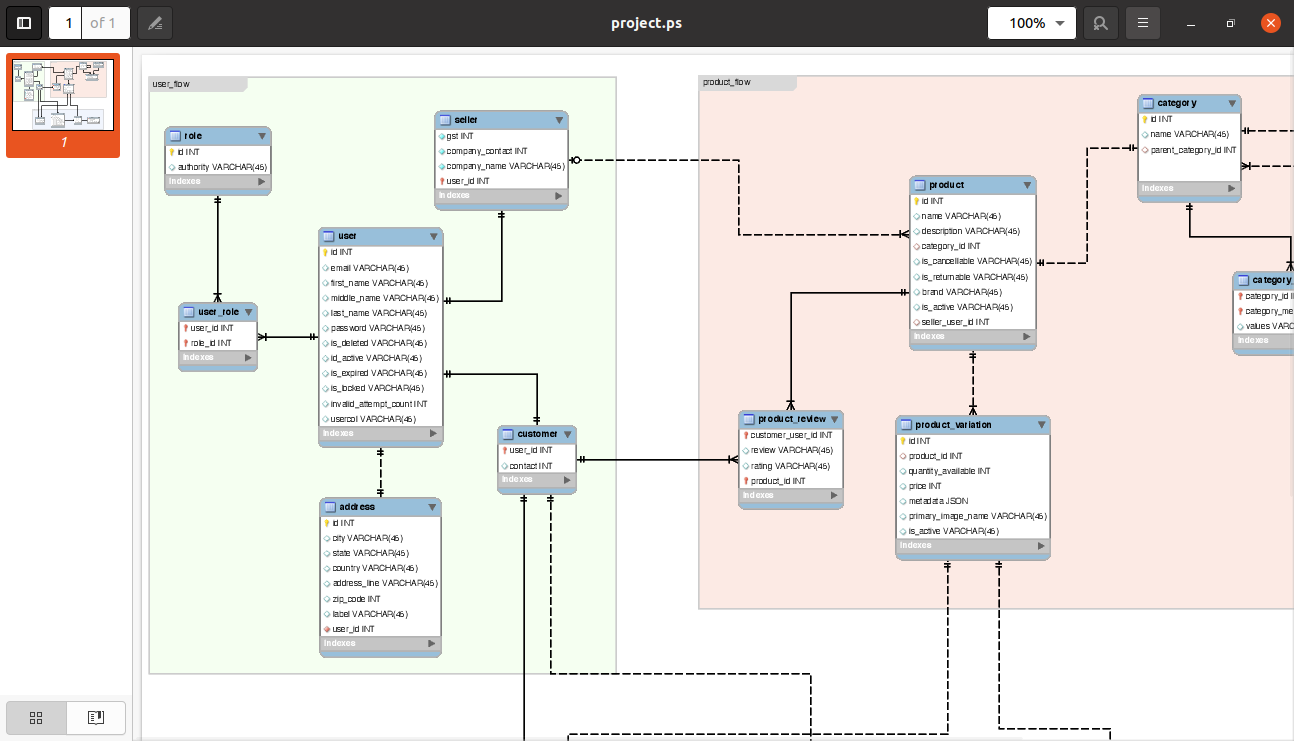 1 of 1
project.ps
100%
1
user_flow
role
id INT
authority VARCHAR(45)
Indexes
seller
gst INT
company_contact INT
company_name VARCHAR(45)
user_id INT
Indexes
user
id INT
email VARCHAR(45)
first_name VARCHAR(45)
middle_name VARCHAR(45)
last_name VARCHAR(45)
password VARCHAR(45)
is_deleted VARCHAR(45)
id_active VARCHAR(45)
is_expired VARCHAR(45)
is_locked VARCHAR(45)
invalid_attempt_count INT
usercol VARCHAR(45)
Indexes
user_role
user_id INT
role_id INT
Indexes
customer
user_id INT
contact INT
Indexes
address
id INT
city VARCHAR(45)
state VARCHAR(45)
country VARCHAR(45)
address_line VARCHAR(45)
zip_code INT
label VARCHAR(45)
user_id INT
Indexes
product_flow
category
id INT
name VARCHAR(45)
parent_category_id INT
Indexes
product
id INT
name VARCHAR(45)
description VARCHAR(45)
category_id INT
is_cancellable VARCHAR(45)
is_returnable VARCHAR(45)
brand VARCHAR(45)
is_active VARCHAR(45)
seller_user_id INT
Indexes
category_
category_id I
category_me
values VARC
Indexes
product_review
customer_user_id INT
review VARCHAR(45)
rating VARCHAR(45)
product_id INT
Indexes
product_variation
id INT
product_id INT
quantity_available INT
price INT
metadata JSON
primary_image_name VARCHAR(45)
is_active VARCHAR(45)
Indexes